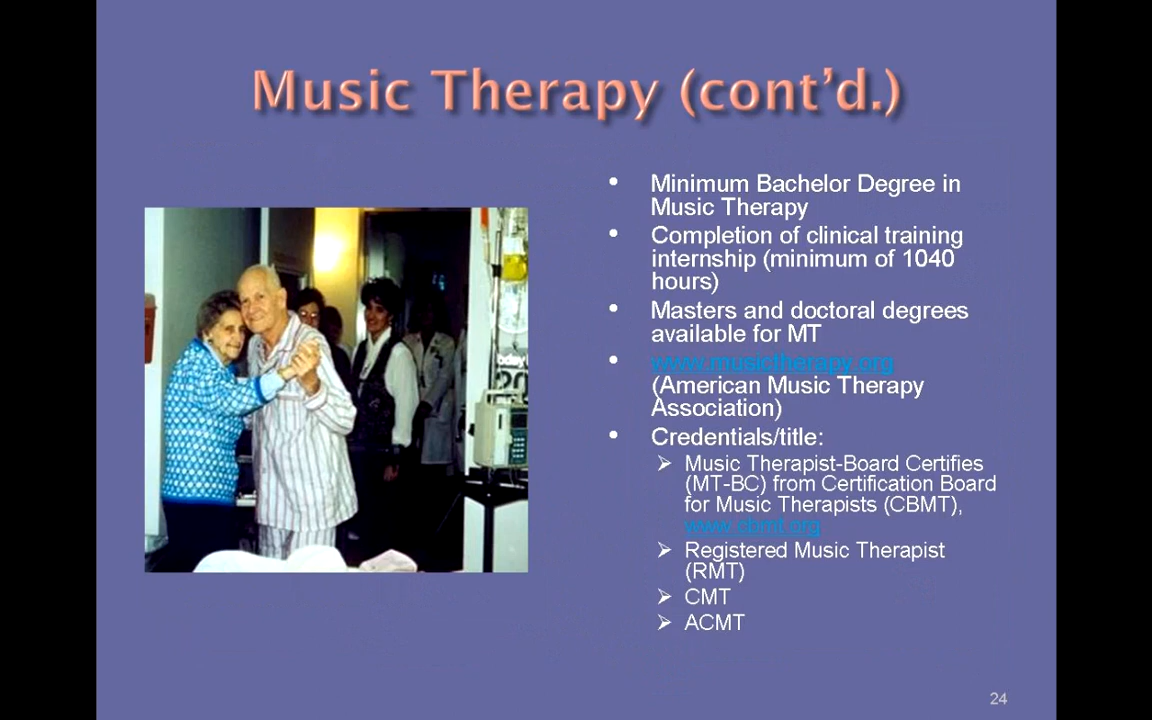 Music Therapy (cont’d.)
• Minimum Bachelor Degree in
Music Therapy
• Completion of clinical training
internship (minimum of 1040
hours)
• Masters and doctoral degrees
available for MT
• www.musictherapy.org
(American Music Therapy
Association)
• Credentials/title:
➢ Music Therapist-Board Certifies
(MT-BC) from Certification Board
for Music Therapists (CBMT),
www.cbmt.org
➢ Registered Music Therapist
(RMT)
➢ CMT
➢ ACMT
24